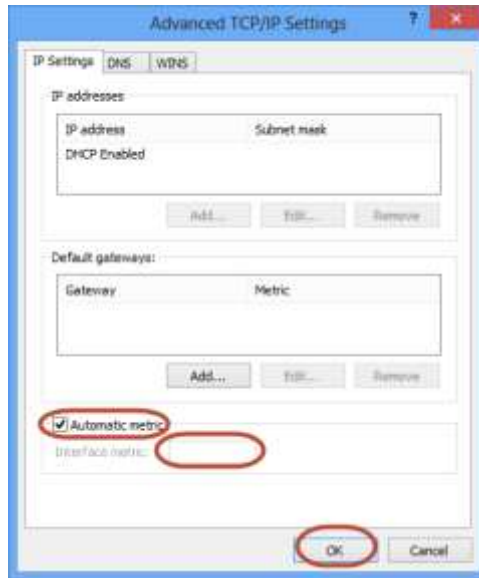 Advanced TCP/IP Settings ?
IP Settings DNS WINS
IP addresses
IP address Subnet mask
DHCP Enabled
Add... Edit... Remove
Default gateways:
Gateway Metric
Add... Edit... Remove
Automatic metric
Interface metric:
OK Cancel